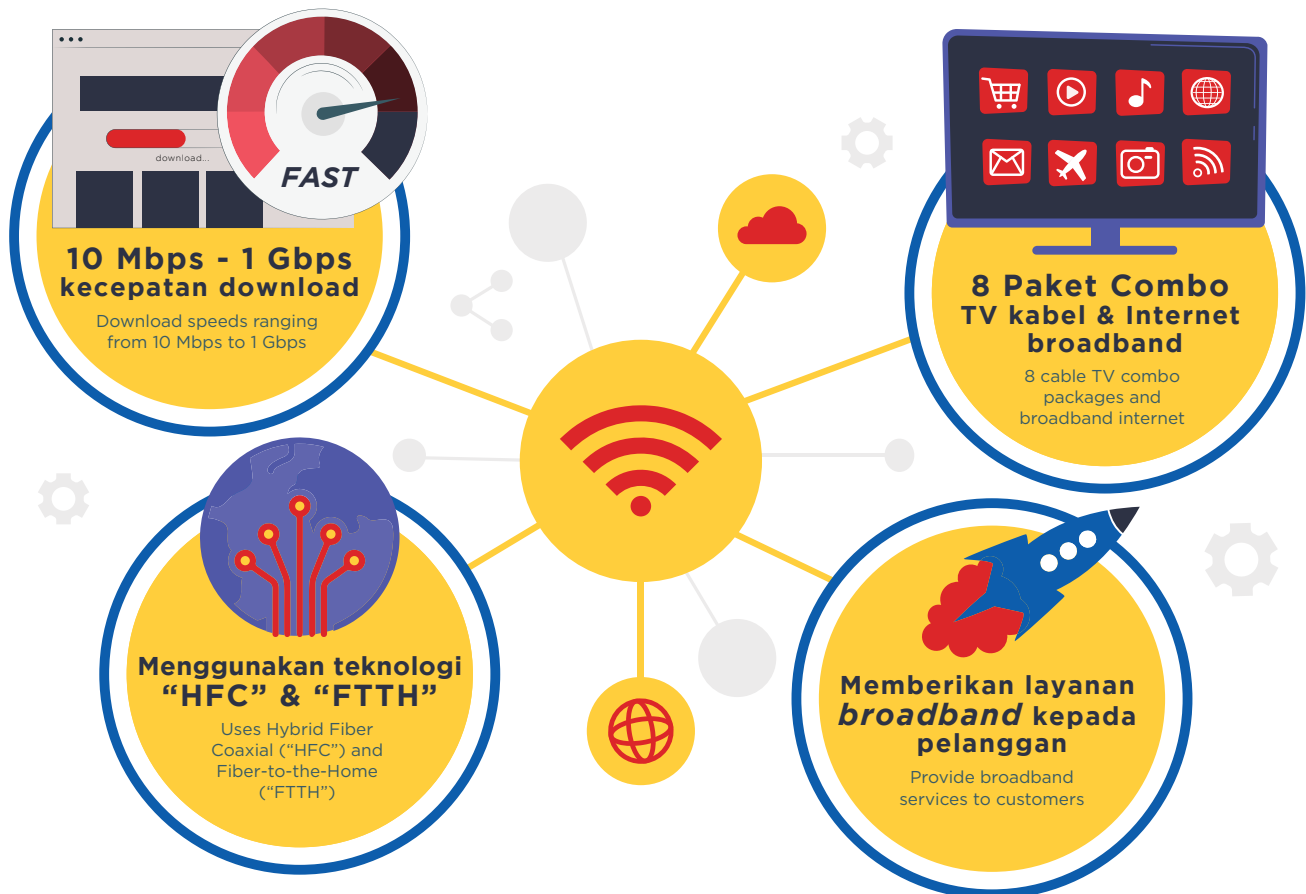 download...
FAST
10 Mbps - 1 Gbps
kecepatan download
Download speeds ranging
from 10 Mbps to 1 Gbps
8 Paket Combo
TV kabel & Internet
broadband
8 cable TV combo
packages and
broadband internet
Menggunakan teknologi
“HFC” & “FTTH”
Uses Hybrid Fiber
Coaxial (“HFC”) and
Fiber-to-the-Home
(“FTTH”)
Memberikan layanan
broadband kepada
pelanggan
Provide broadband
services to customers